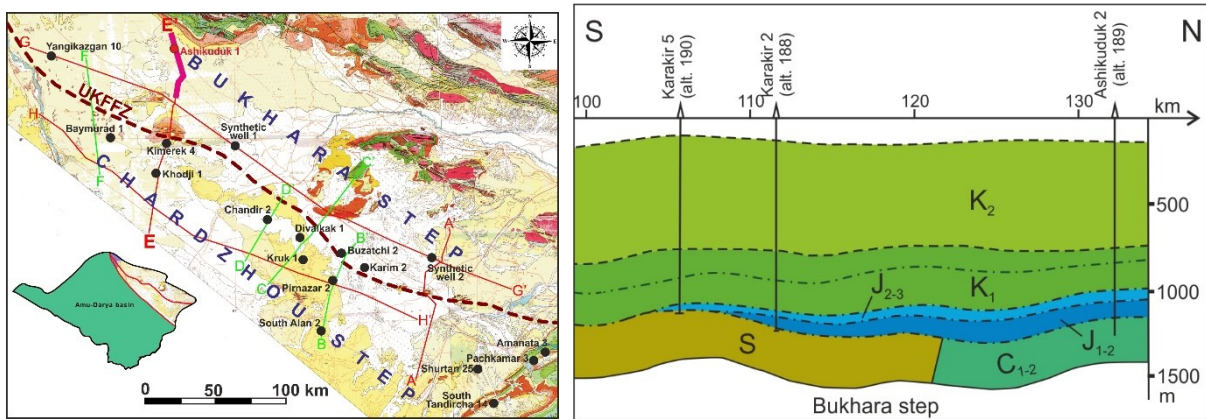 E'
G
Yangikazgan 10
F
Ashikuduk 1
UKFFZ
BUKHARA STEP
H
Baymurad 1
Synthetic
well 1
Kimerek 4
F
Khodji 1
C'
CHARDZHOU STEP
D
Chandir 2
Divalkak 1
A'
B'
E
Buzatchi 2
Kruk 1
D
Karim 2
Synthetic
well 2
C
Pirnazar 2
G'
Amu-Darya basin
H'
South Alan 2
B
Amanata 3
Pachkamar 3
Shurtan 25
A
South
Tandircha 14
0 50 100 km
S
Karakir 5
(alt. 190)
Karakir 2
(alt. 188)
Ashikuduk 2
(alt. 189)
N
100 110 120 130 km
K2
500
K1
J2-3
1000
S
C1-2
J1-2
1500
m
Bukhara step